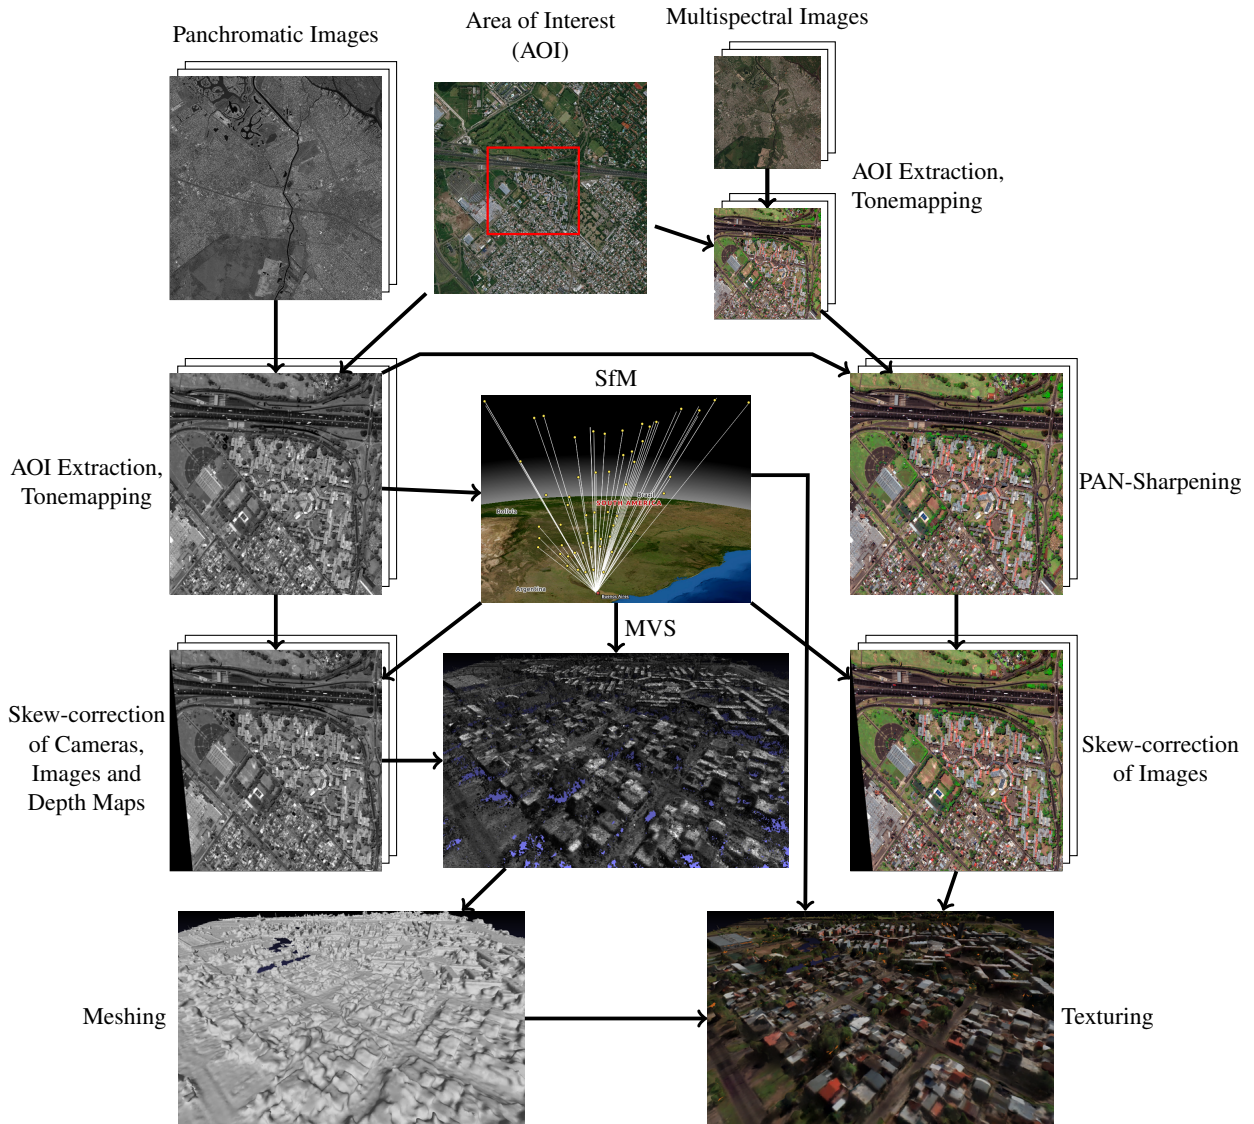 Panchromatic Images
Area of Interest
(AOI)
Multispectral Images
AOI Extraction,
Tonemapping
SfM
AOI Extraction,
Tonemapping
Brazil
SOUTH AMERICA
Bolivia
Argentina
Buenos Aires
PAN-Sharpening
MVS
Skew-correction
of Cameras,
Images and
Depth Maps
Skew-correction
of Images
Meshing
Texturing